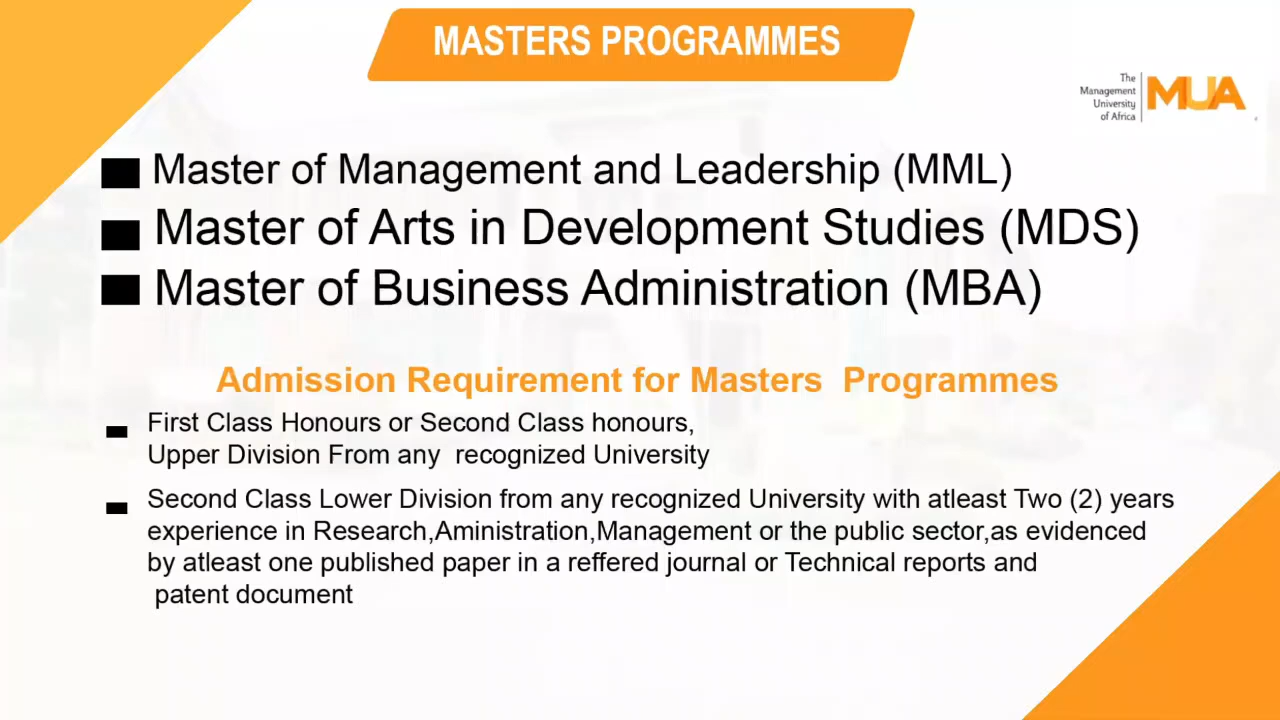 MASTERS PROGRAMMES
The
Management
University
of Africa
MUA
Master of Management and Leadership (MML)
Master of Arts in Development Studies (MDS)
Master of Business Administration (MBA)
Admission Requirement for Masters Programmes
First Class Honours or Second Class honours,
Upper Division From any recognized University
Second Class Lower Division from any recognized University with atleast Two (2) years
experience in Research,Aministration,Management or the public sector,as evidenced
by atleast one published paper in a reffered journal or Technical reports and
patent document